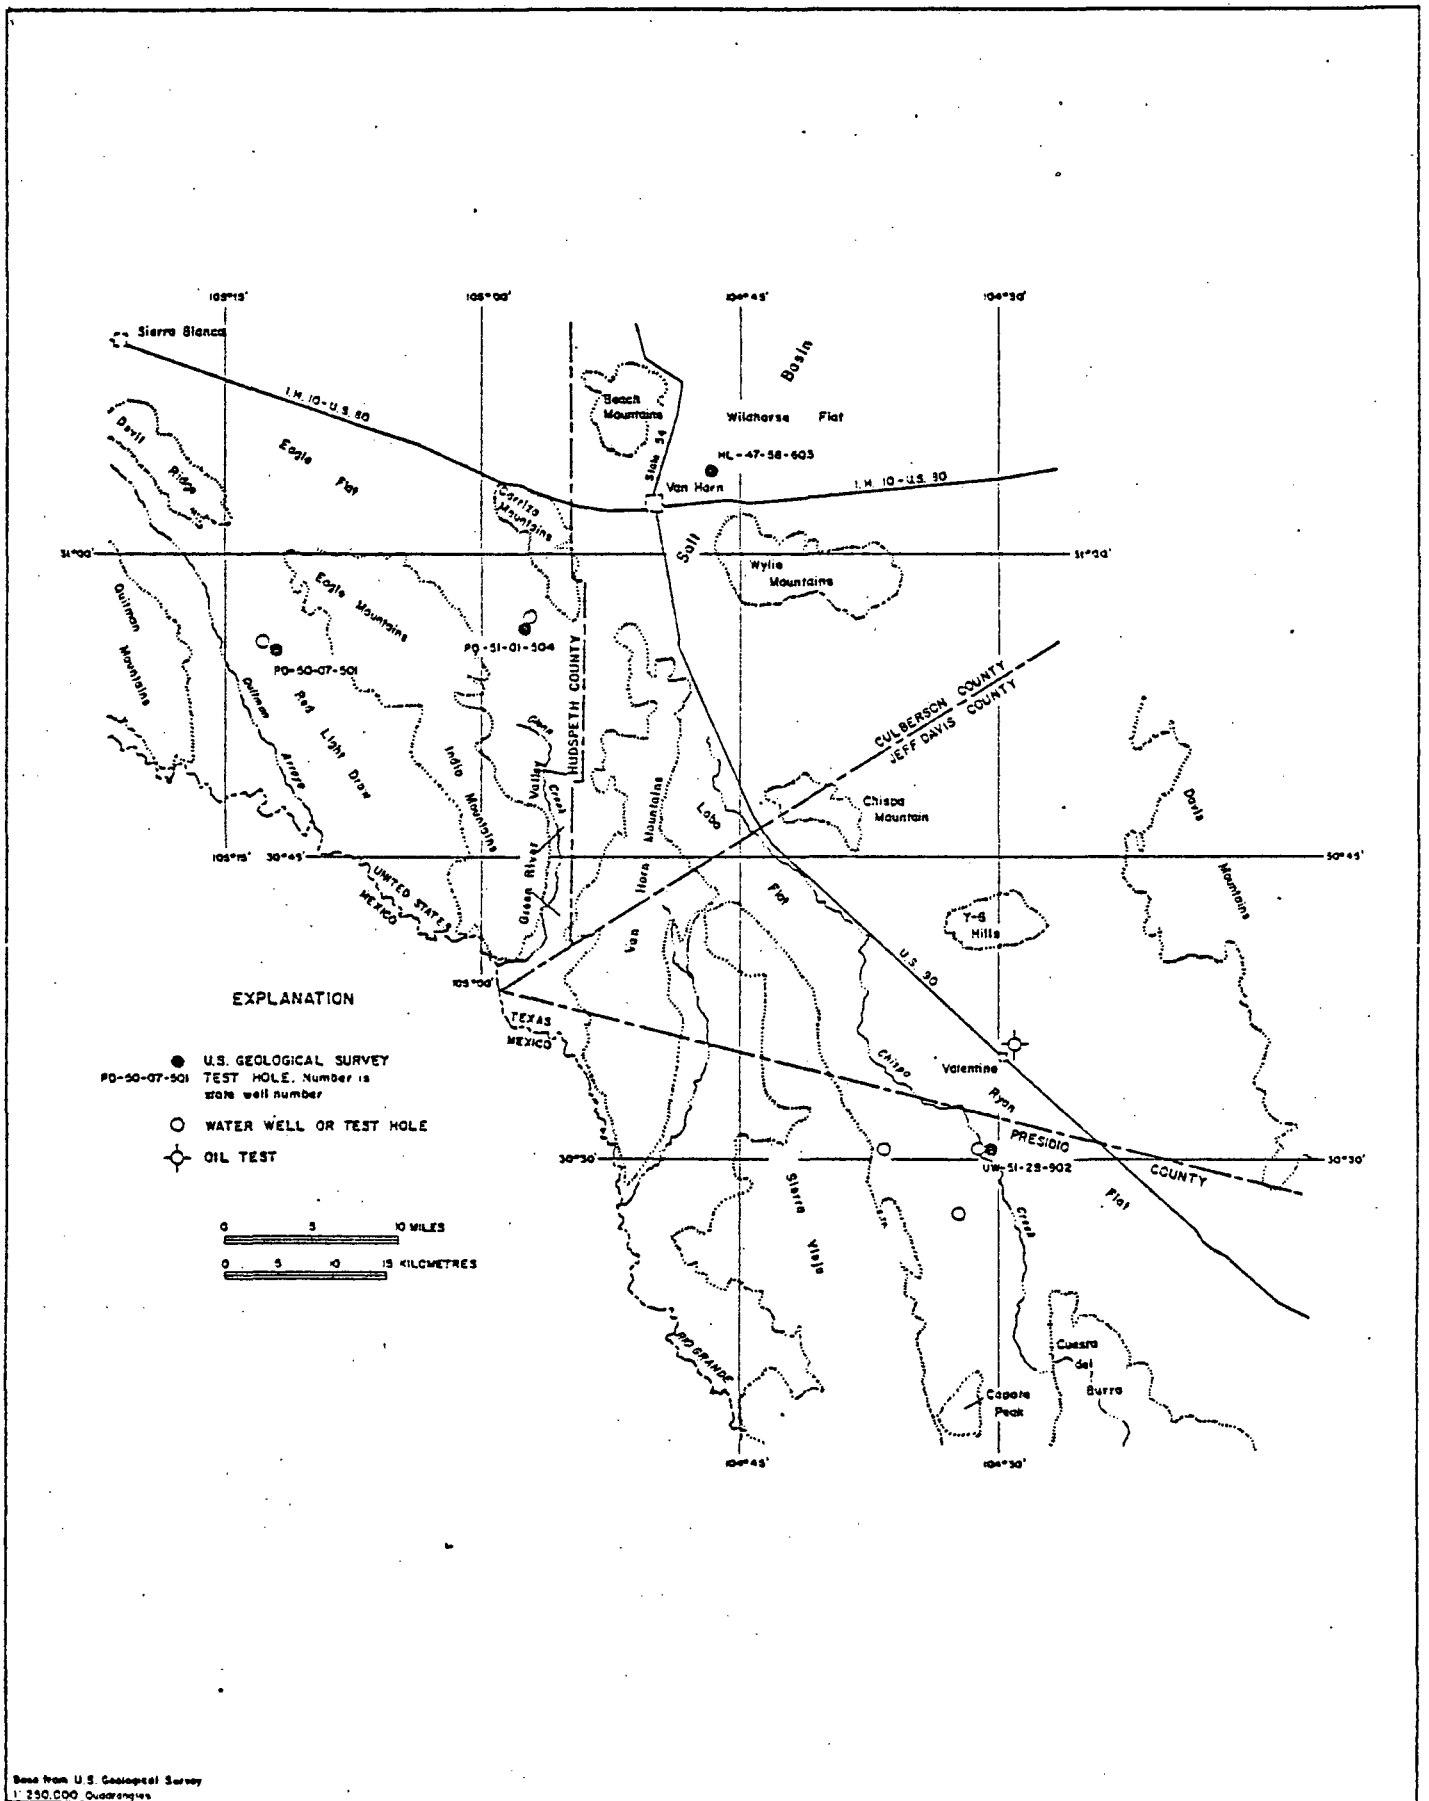 105°15'
105°00'
104°45'
104°30'
Sierra Blanca
I.H. 10-U.S. 80
Basin
Beach
Mountains
Wildhorse Flat
Devil
Ridge
Eagle
Flat
State 54
HL-47-58-603
Van Horn
I.H. 10-U.S. 80
Carrizo
Mountains
Salt
31°00'
31°00'
Wylie
Mountains
Quitman
Mountains
Eagle Mountains
PD-51-01-504
PD-50-07-501
HUDSPETH COUNTY
CULBERSON COUNTY
JEFF DAVIS COUNTY
Quitman
Arroyo
Red
Light
Draw
Indio
Mountains
Green River
Valley
Creek
Van
Horn
Mountains
Lobo
Flat
Chispa
Mountain
Davis
Mountains
105°15'
30°45'
30°45'
UNITED STATES
MEXICO
Y-6
Hills
U.S. 90
105°00'
TEXAS
MEXICO
EXPLANATION
U.S. GEOLOGICAL SURVEY
PD-50-07-501 TEST HOLE. Number is
state well number
WATER WELL OR TEST HOLE
OIL TEST
Valentine
Chispa
Creek
Ryan
Flat
PRESIDIO
COUNTY
30°30'
30°30'
UW-51-29-902
Sierra
Vieja
0 5 10 MILES
0 5 10 15 KILOMETRES
RIO GRANDE
Cuesta
del
Burro
Capote
Peak
104°45'
104°30'
Base from U.S. Geological Survey
1:250,000 Quadrangles